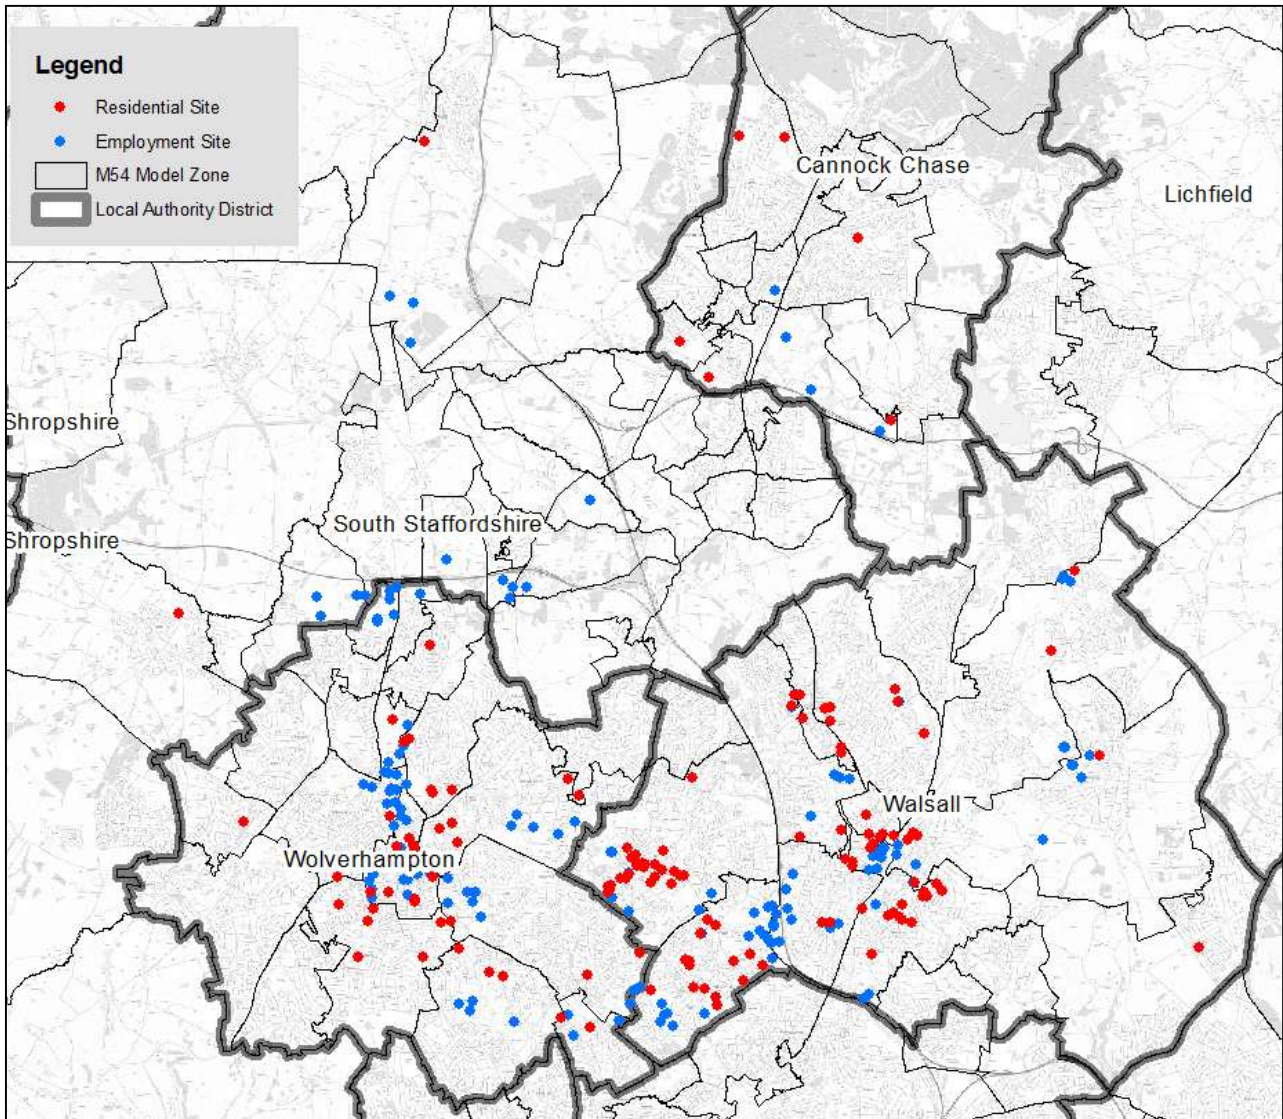 Legend
Residential Site
Employment Site
M54 Model Zone
Local Authority District
Cannock Chase
Lichfield
Shropshire
South Staffordshire
Shropshire
Walsall
Wolverhampton